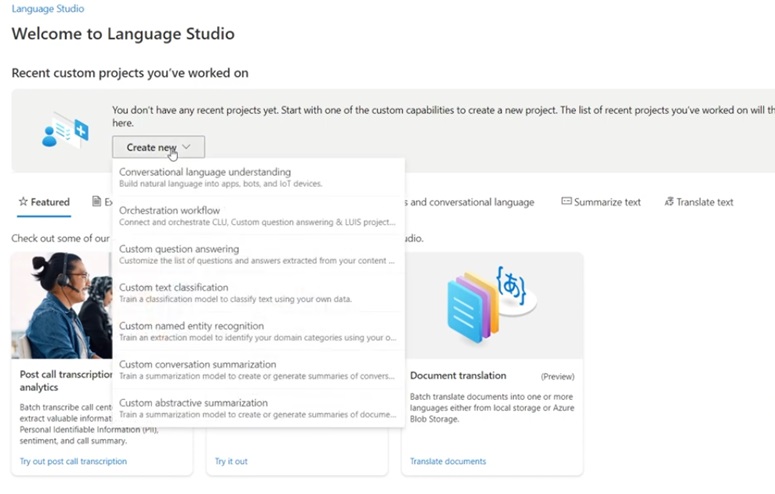 Language Studio
Welcome to Language Studio
Recent custom projects you've worked on
You don't have any recent projects yet. Start with one of the custom capabilities to create a new project. The list of recent projects you've worked on will
here.
Create new
Conversational language understanding
Build natural language into apps, bots, and IoT devices.
Orchestration workflow
Connect and orchestrate CLU, Custom question answering & LUIS project...
Custom question answering
Customize the list of questions and answers extracted from your content ...
Custom text classification
Train a classification model to classify text using your own data.
Custom named entity recognition
Train an extraction model to identify your domain categories using your o...
Custom conversation summarization
Train a summarization model to create or generate summaries of convers...
Custom abstractive summarization
Train a summarization model to create or generate summaries of docume...
Featured
s and conversational language
Summarize text
Translate text
Check out some of our
udio.
Post call transcription
analytics
Batch transcribe call cent
extract valuable informat
Personal Identifiable Information (PII),
sentiment, and call summary.
Try out post call transcription
Try it out
{あ}
Document translation
(Preview)
Batch translate documents into one or more
languages either from local storage or Azure
Blob Storage.
Translate documents